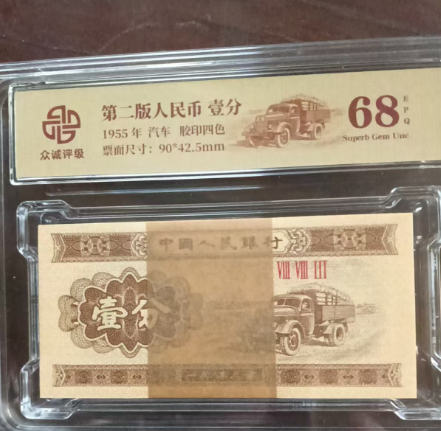 第二版人民币 壹分
1955年 汽车 胶印四色
票面尺寸：90*42.5mm
众诚评级
68
EPQ
Superb Gem Unc
中國人民銀行
VIII VIII III
壹分